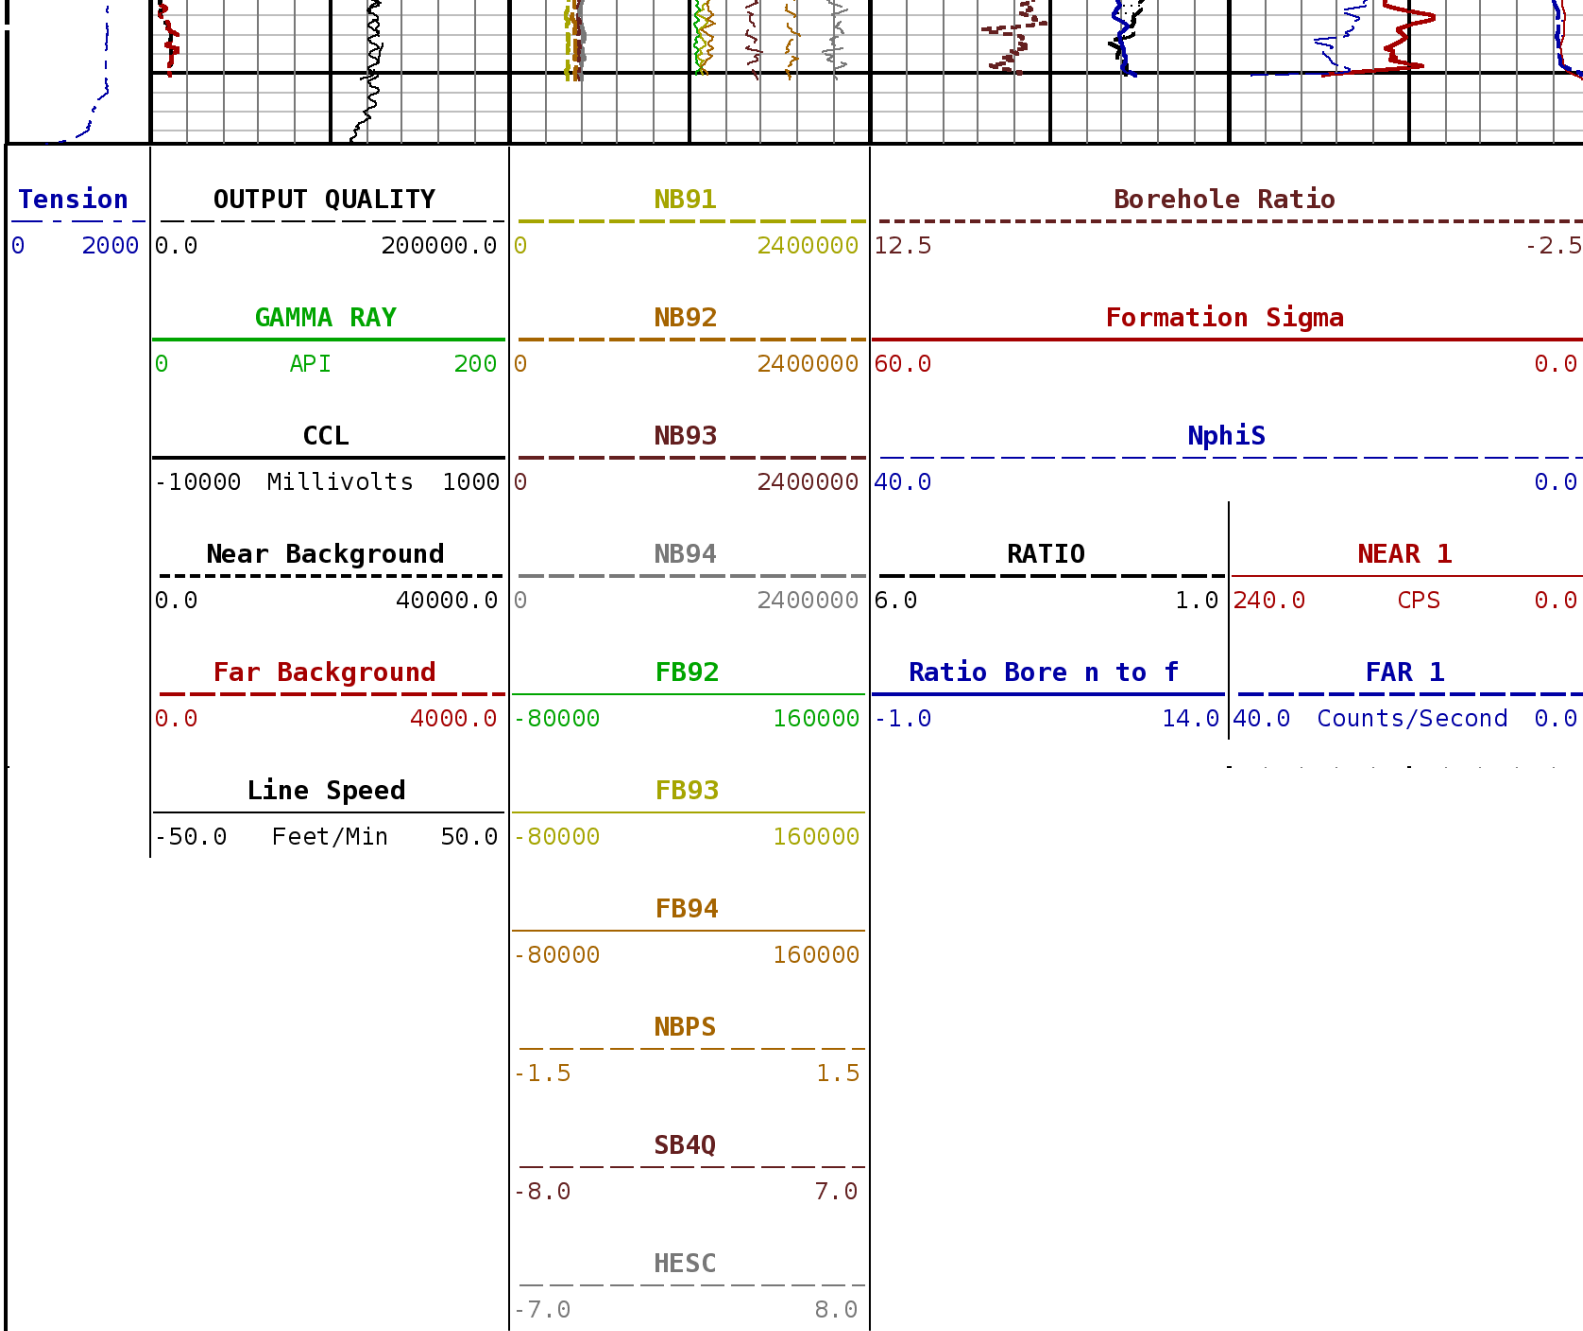 Tension
0 2000
OUTPUT QUALITY
0.0 200000.0
GAMMA RAY
0 API 200
CCL
-10000 Millivolts 1000
Near Background
0.0 40000.0
Far Background
0.0 4000.0
Line Speed
-50.0 Feet/Min 50.0
NB91
0 2400000
NB92
0 2400000
NB93
0 2400000
NB94
0 2400000
FB92
-80000 160000
FB93
-80000 160000
FB94
-80000 160000
NBPS
-1.5 1.5
SB4Q
-8.0 7.0
HESC
-7.0 8.0
Borehole Ratio
12.5 -2.5
Formation Sigma
60.0 0.0
NphiS
40.0 0.0
RATIO
6.0 1.0
Ratio Bore n to f
-1.0 14.0
NEAR 1
240.0 CPS 0.0
FAR 1
40.0 Counts/Second 0.0